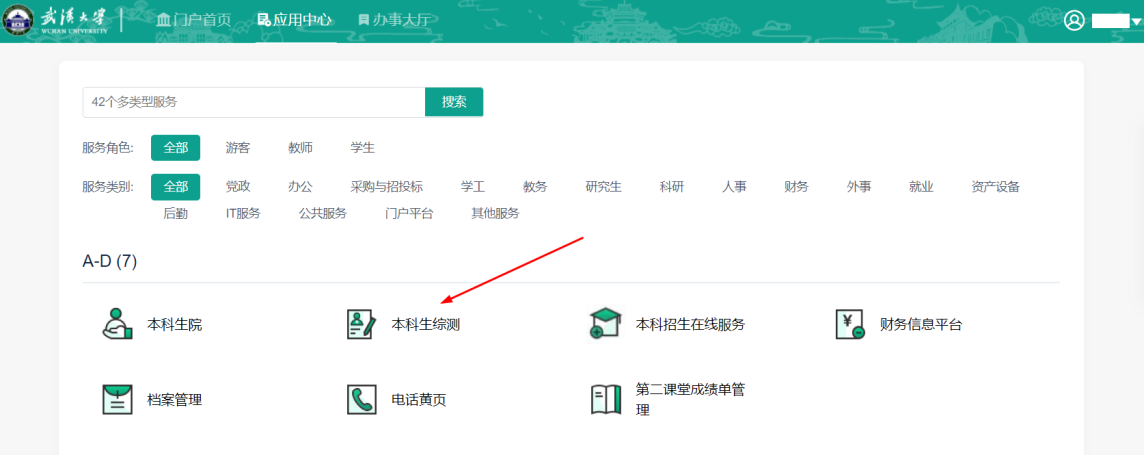 武汉大学 门户首页 应用中心 办事大厅
WUHAN UNIVERSITY
42个多类型服务 搜索
服务角色: 全部 游客 教师 学生
服务类别: 全部 党政 办公 采购与招投标 学工 教务 研究生 科研 人事 财务 外事 就业 资产设备
后勤 IT服务 公共服务 门户平台 其他服务
A-D (7)
本科生院 本科生综测 本科招生在线服务 财务信息平台
档案管理 电话黄页 第二课堂成绩单管
理